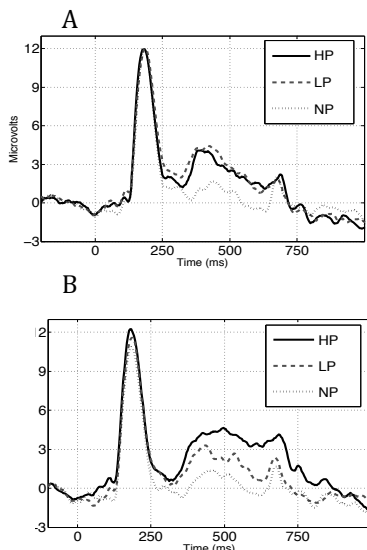 A
12
9
6
3
0
−3
Microvolts
HP
LP
NP
0 250 500 750
Time (ms)
B
2
9
6
3
0
-3
HP
LP
NP
0 250 500 750
Time (ms)